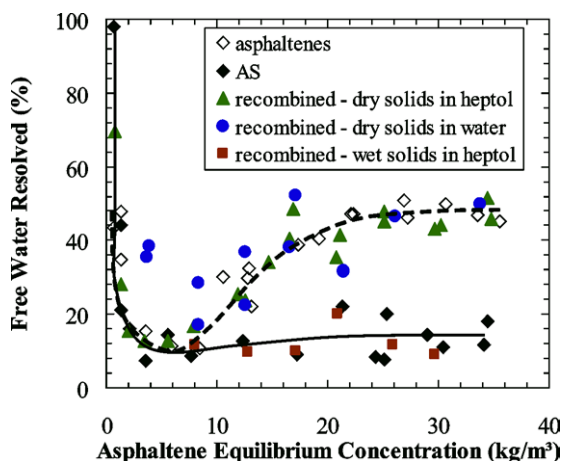 Free Water Resolved (%)
100
80
60
40
20
0
asphaltenes
AS
recombined - dry solids in heptol
recombined - dry solids in water
recombined - wet solids in heptol
0 10 20 30 40
Asphaltene Equilibrium Concentration (kg/m³)